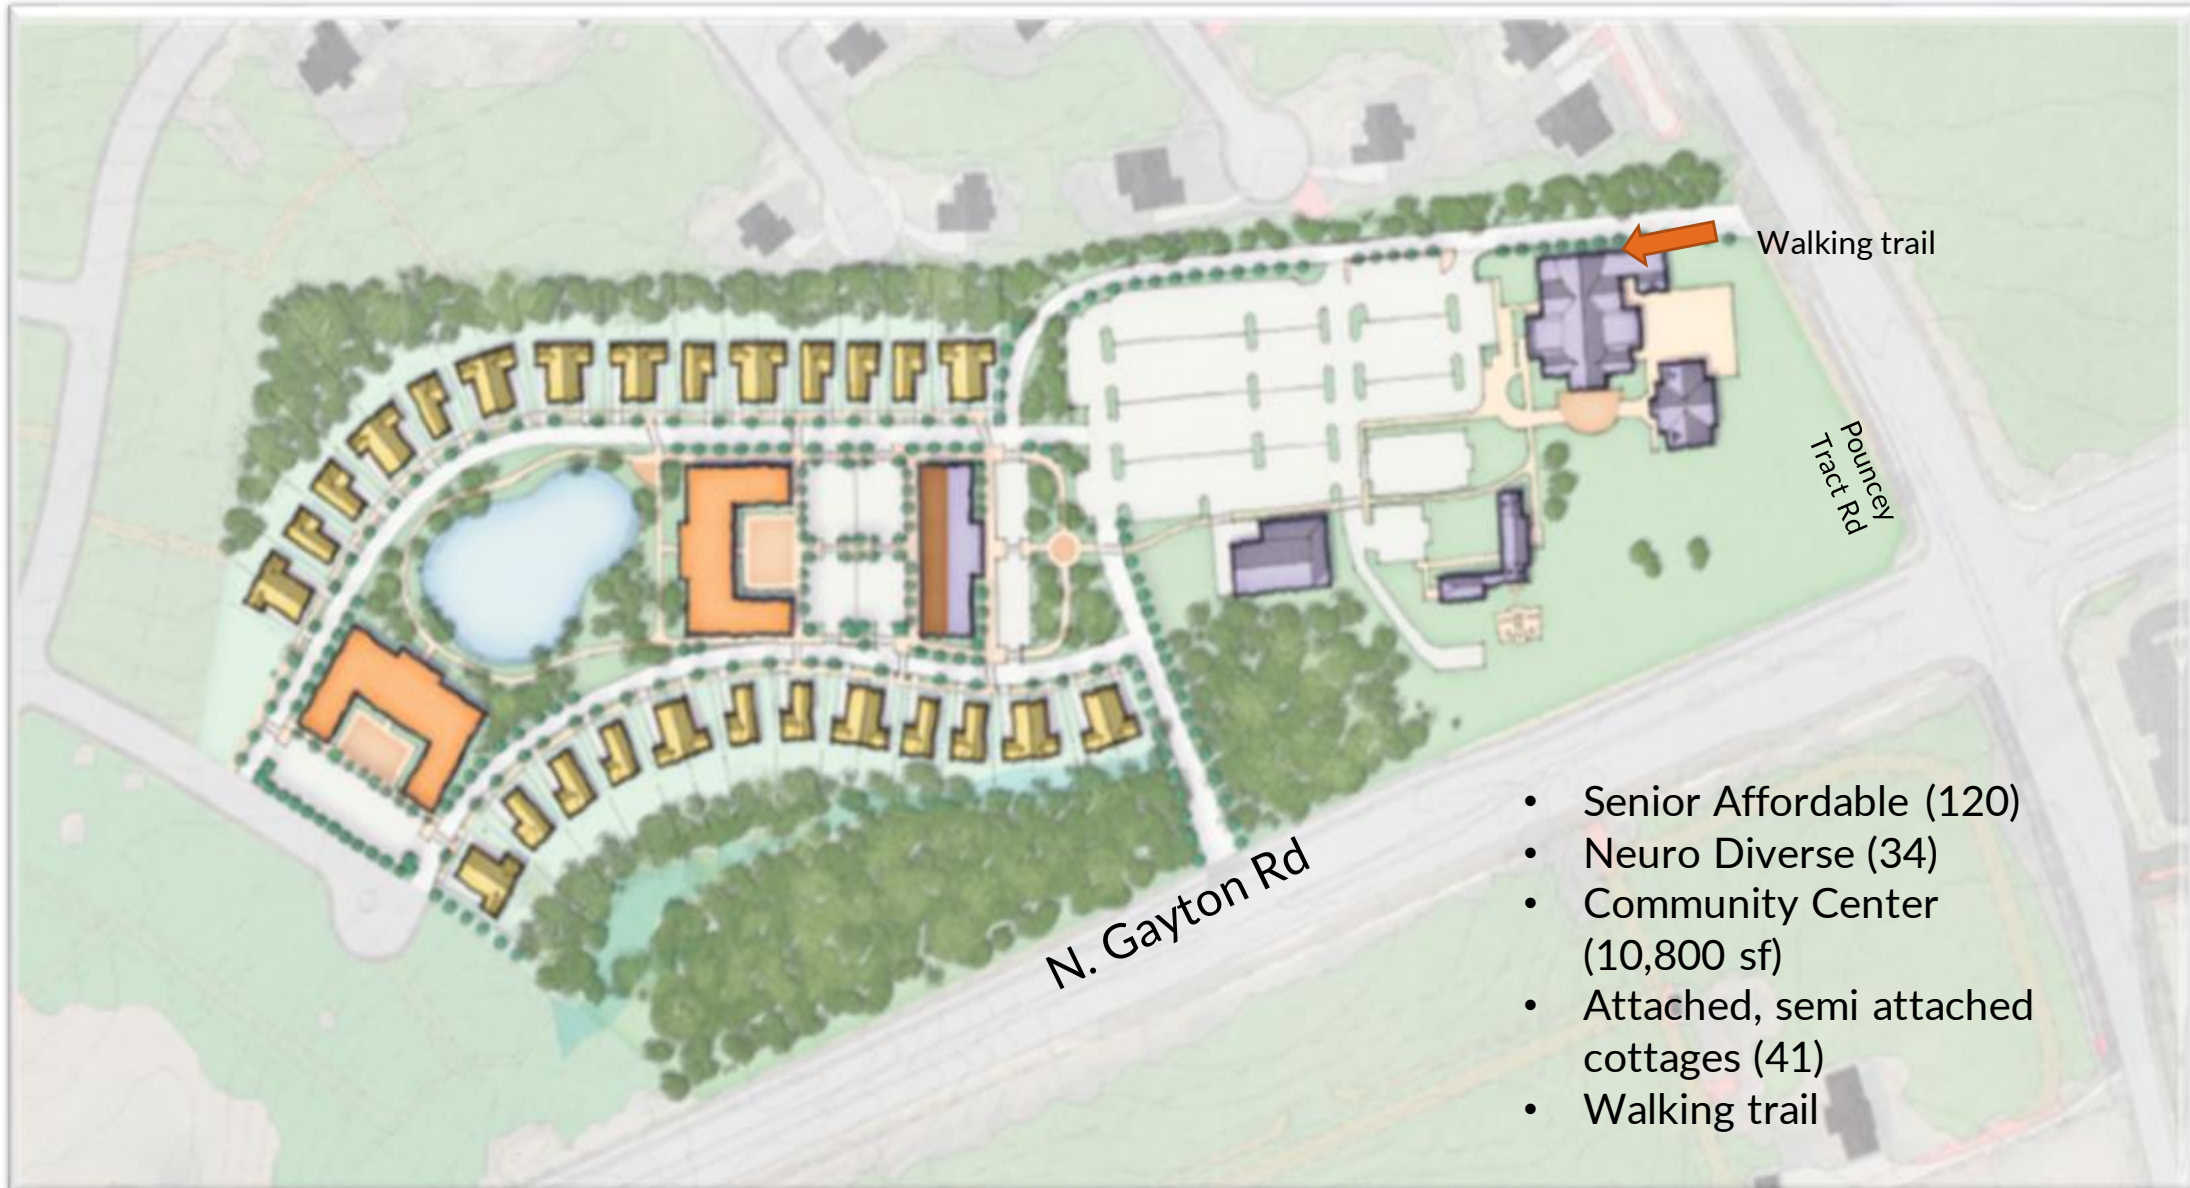 Walking trail
Pouncey
Tract Rd
N. Gayton Rd
• Senior Affordable (120)
• Neuro Diverse (34)
• Community Center
(10,800 sf)
• Attached, semi attached
cottages (41)
• Walking trail